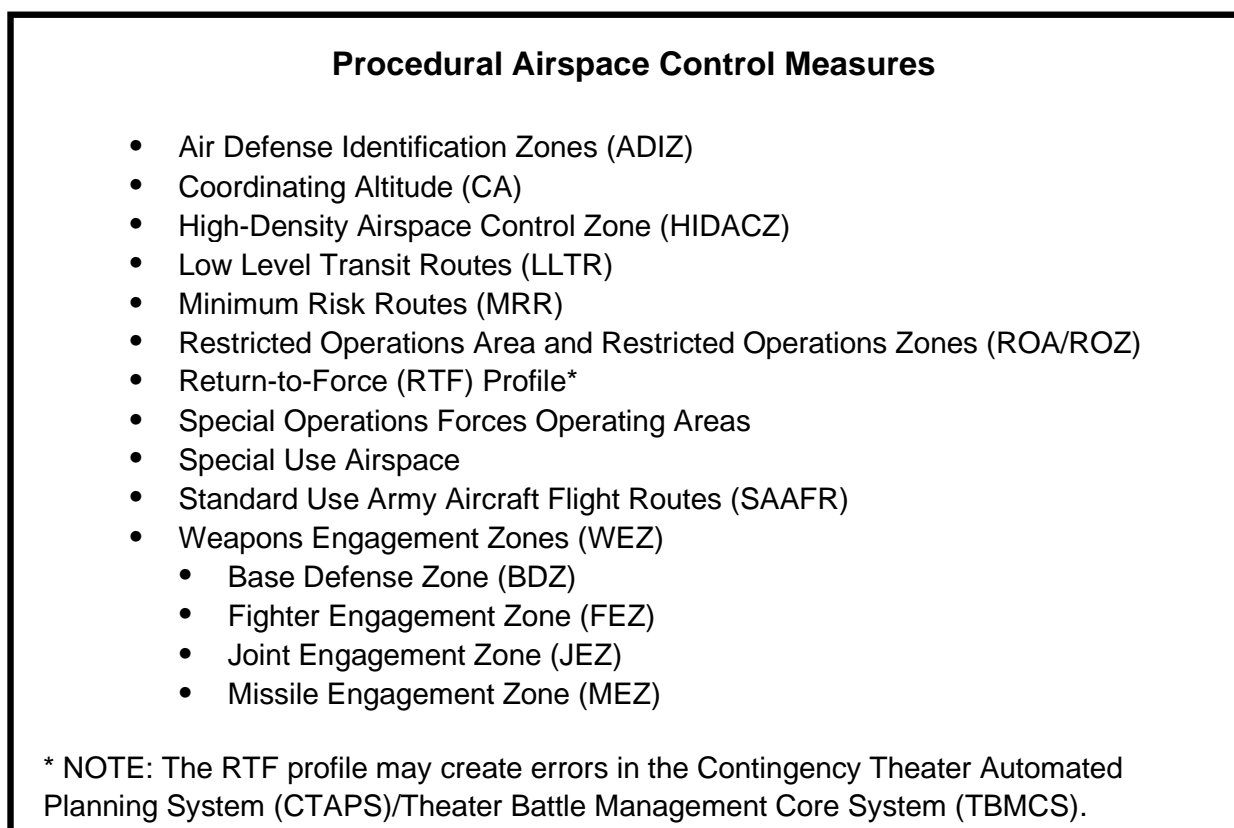 Procedural Airspace Control Measures
• Air Defense Identification Zones (ADIZ)
• Coordinating Altitude (CA)
• High-Density Airspace Control Zone (HIDACZ)
• Low Level Transit Routes (LLTR)
• Minimum Risk Routes (MRR)
• Restricted Operations Area and Restricted Operations Zones (ROA/ROZ)
• Return-to-Force (RTF) Profile*
• Special Operations Forces Operating Areas
• Special Use Airspace
• Standard Use Army Aircraft Flight Routes (SAAFR)
• Weapons Engagement Zones (WEZ)
• Base Defense Zone (BDZ)
• Fighter Engagement Zone (FEZ)
• Joint Engagement Zone (JEZ)
• Missile Engagement Zone (MEZ)
* NOTE: The RTF profile may create errors in the Contingency Theater Automated
Planning System (CTAPS)/Theater Battle Management Core System (TBMCS).